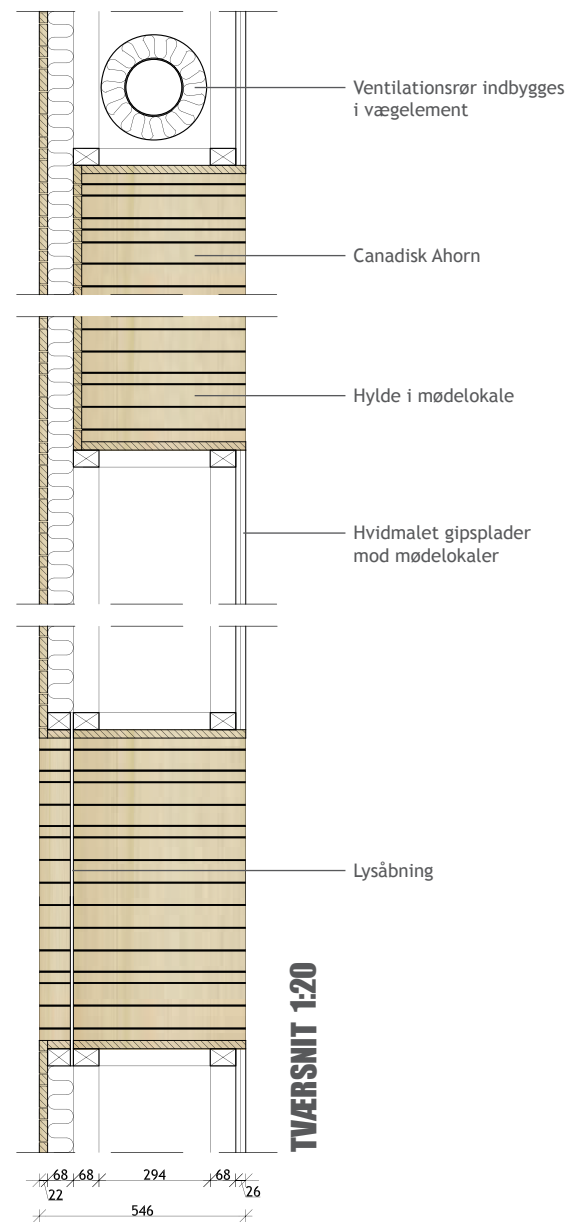 Ventilationsrør indbygges
i vægelement
Canadisk Ahorn
Hylde i mødelokale
Hvidmalet gipsplader
mod mødelokaler
Lysåbning
TVÆRSNIT 1:20
68 68 294 68
22 26
546